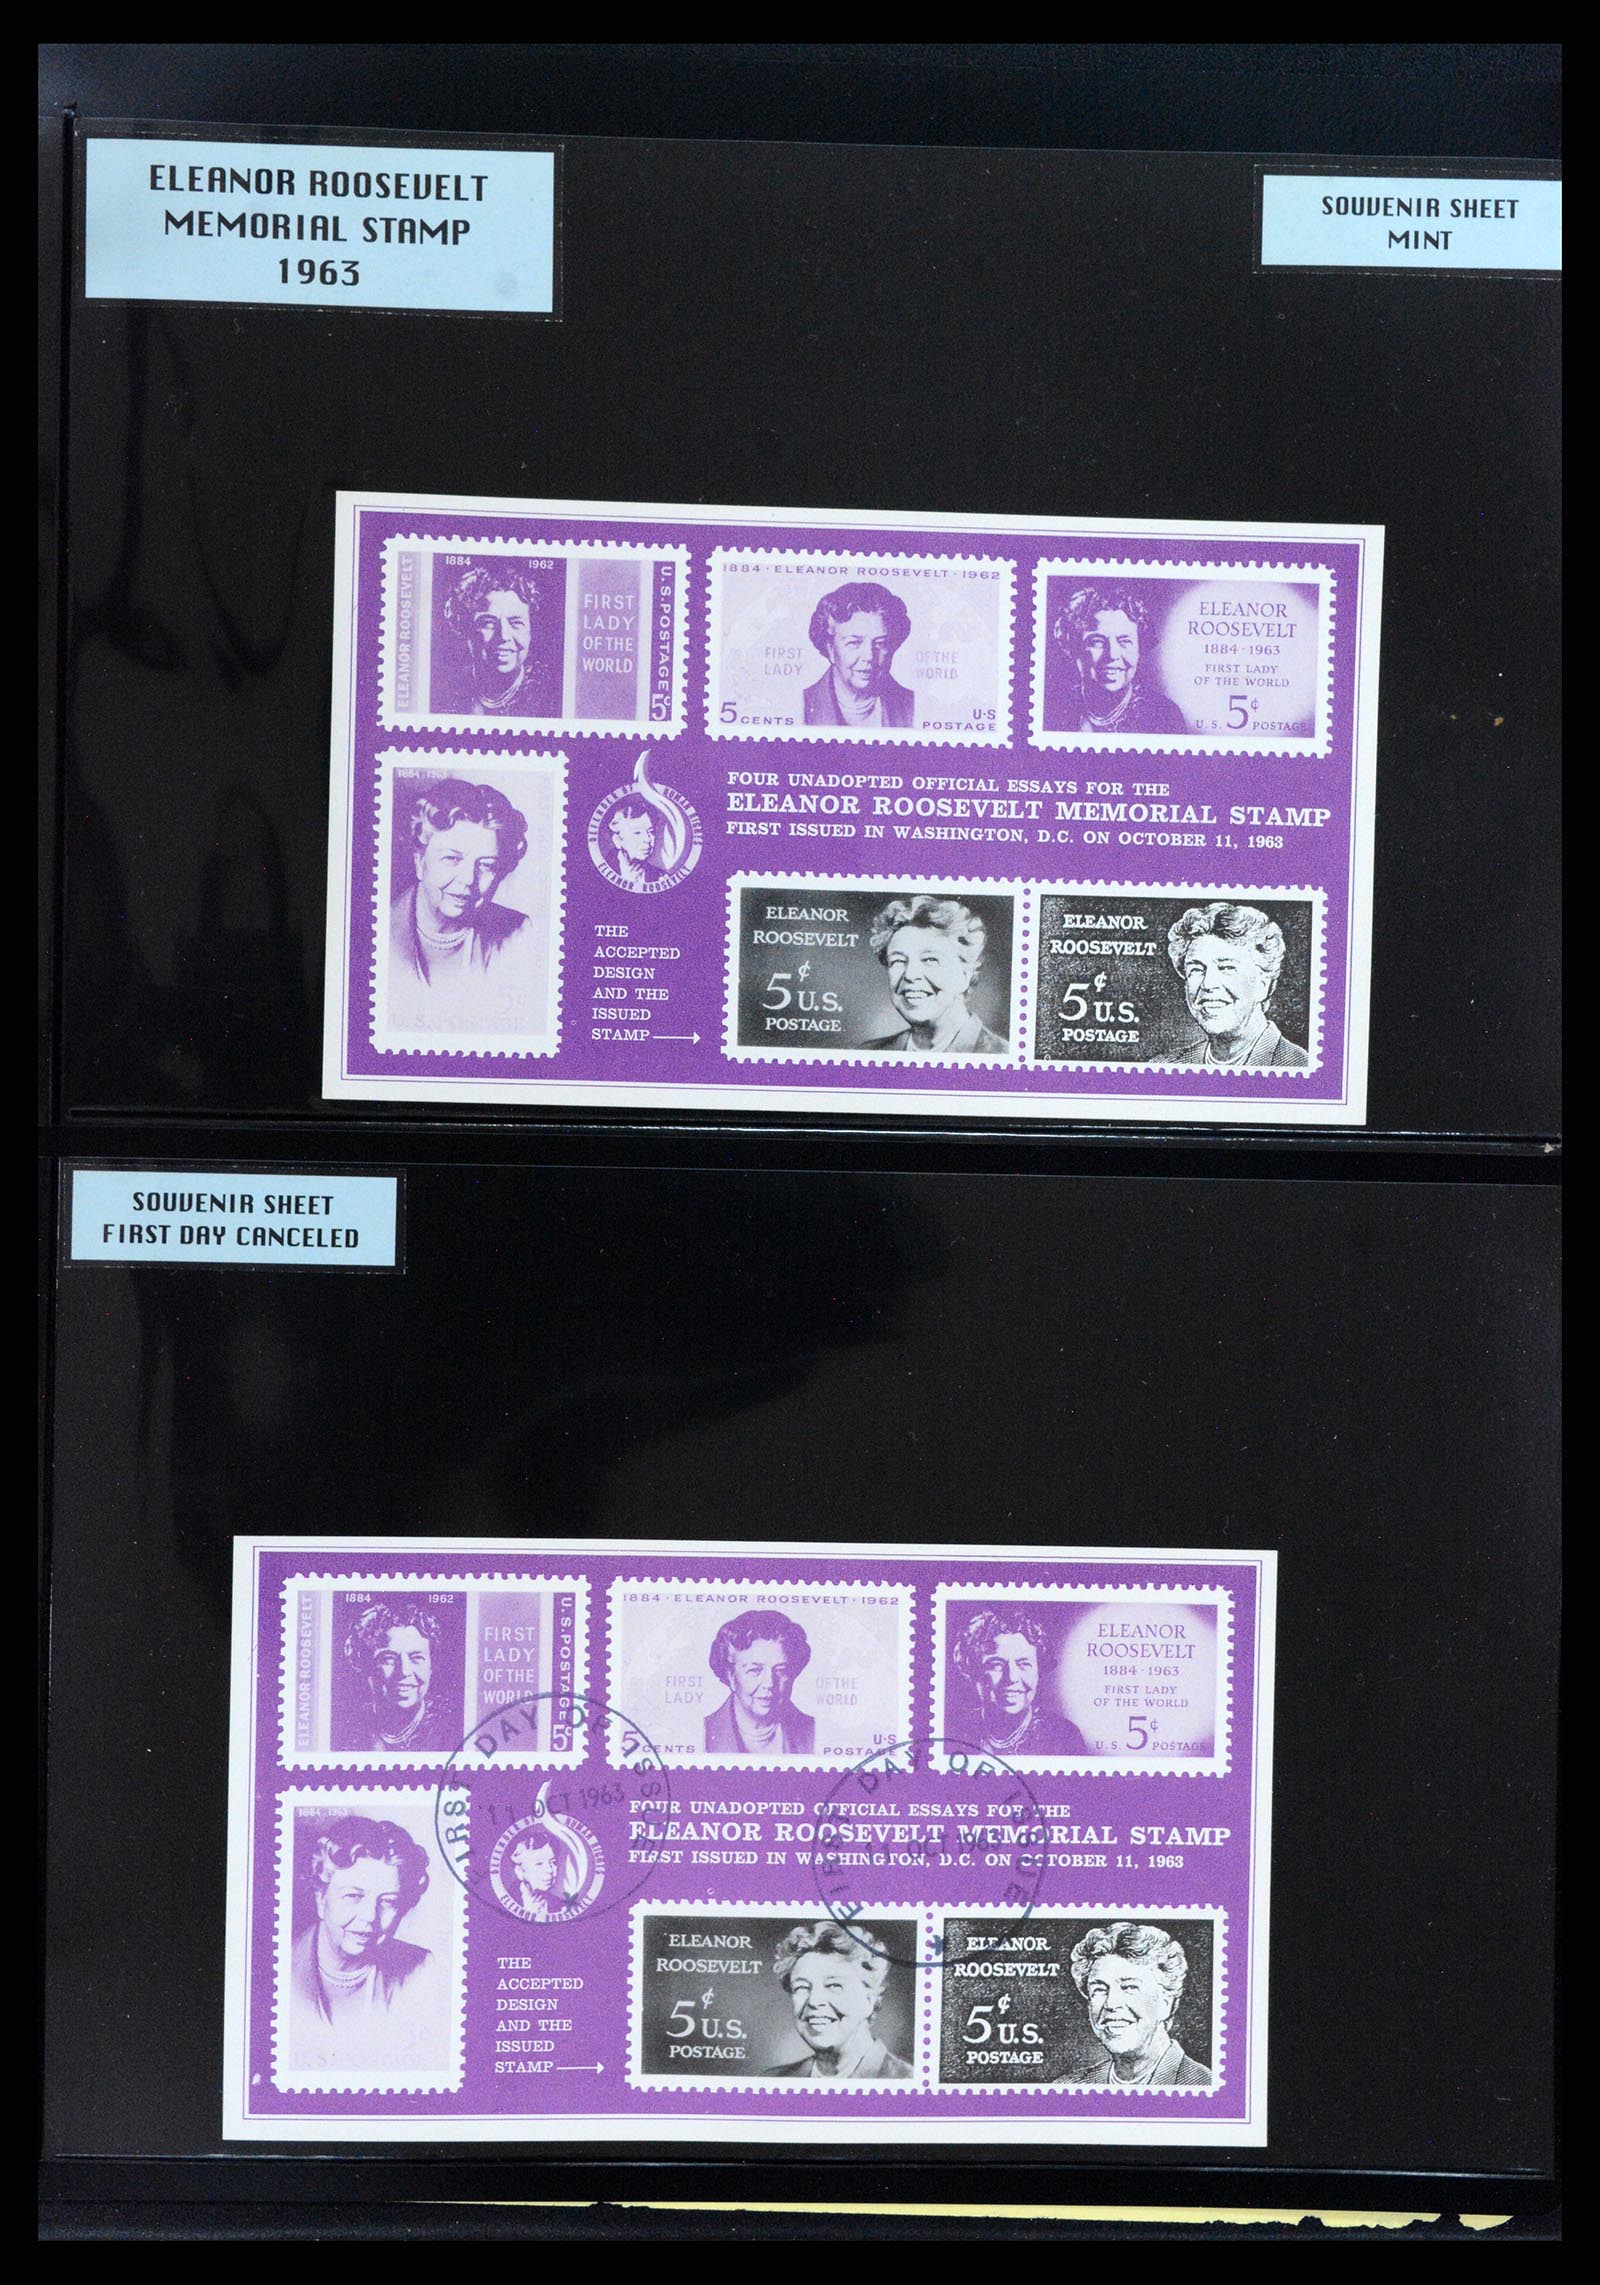 ELEANOR ROOSEVELT
MEMORIAL STAMP
1963
SOUVENIR SHEET
MINT
ELEANOR ROOSEVELT
1884 1962
FIRST
LADY
OF THE
WORLD
U.S. POSTAGE
5¢
1884 · ELEANOR ROOSEVELT · 1962
FIRST
LADY
OF THE
WORLD
5 CENTS
U·S
POSTAGE
ELEANOR
ROOSEVELT
1884 · 1963
FIRST LADY
OF THE WORLD
U.S. 5¢ POSTAGE
1884 1963
5¢
U.S. POSTAGE
ELEANOR ROOSEVELT
FOUR UNADOPTED OFFICIAL ESSAYS FOR THE
ELEANOR ROOSEVELT MEMORIAL STAMP
FIRST ISSUED IN WASHINGTON, D.C. ON OCTOBER 11, 1963
THE
ACCEPTED
DESIGN
AND THE
ISSUED
STAMP
ELEANOR
ROOSEVELT
5¢ U.S.
POSTAGE
ELEANOR
ROOSEVELT
5¢ U.S.
POSTAGE
SOUVENIR SHEET
FIRST DAY CANCELED
ELEANOR ROOSEVELT
1884 1962
FIRST
LADY
OF THE
WORLD
U.S. POSTAGE
5¢
1884 · ELEANOR ROOSEVELT · 1962
FIRST
LADY
OF THE
WORLD
5 CENTS
U·S
POSTAGE
ELEANOR
ROOSEVELT
1884 · 1963
FIRST LADY
OF THE WORLD
U.S. 5¢ POSTAGE
FIRST DAY OF ISSUE
11 OCT 1963
FIRST DAY OF ISSUE
11 OCT 1963
1884 1963
ELEANOR ROOSEVELT
FOUR UNADOPTED OFFICIAL ESSAYS FOR THE
ELEANOR ROOSEVELT MEMORIAL STAMP
FIRST ISSUED IN WASHINGTON, D.C. ON OCTOBER 11, 1963
THE
ACCEPTED
DESIGN
AND THE
ISSUED
STAMP
ELEANOR
ROOSEVELT
5¢ U.S.
POSTAGE
ELEANOR
ROOSEVELT
5¢ U.S.
POSTAGE